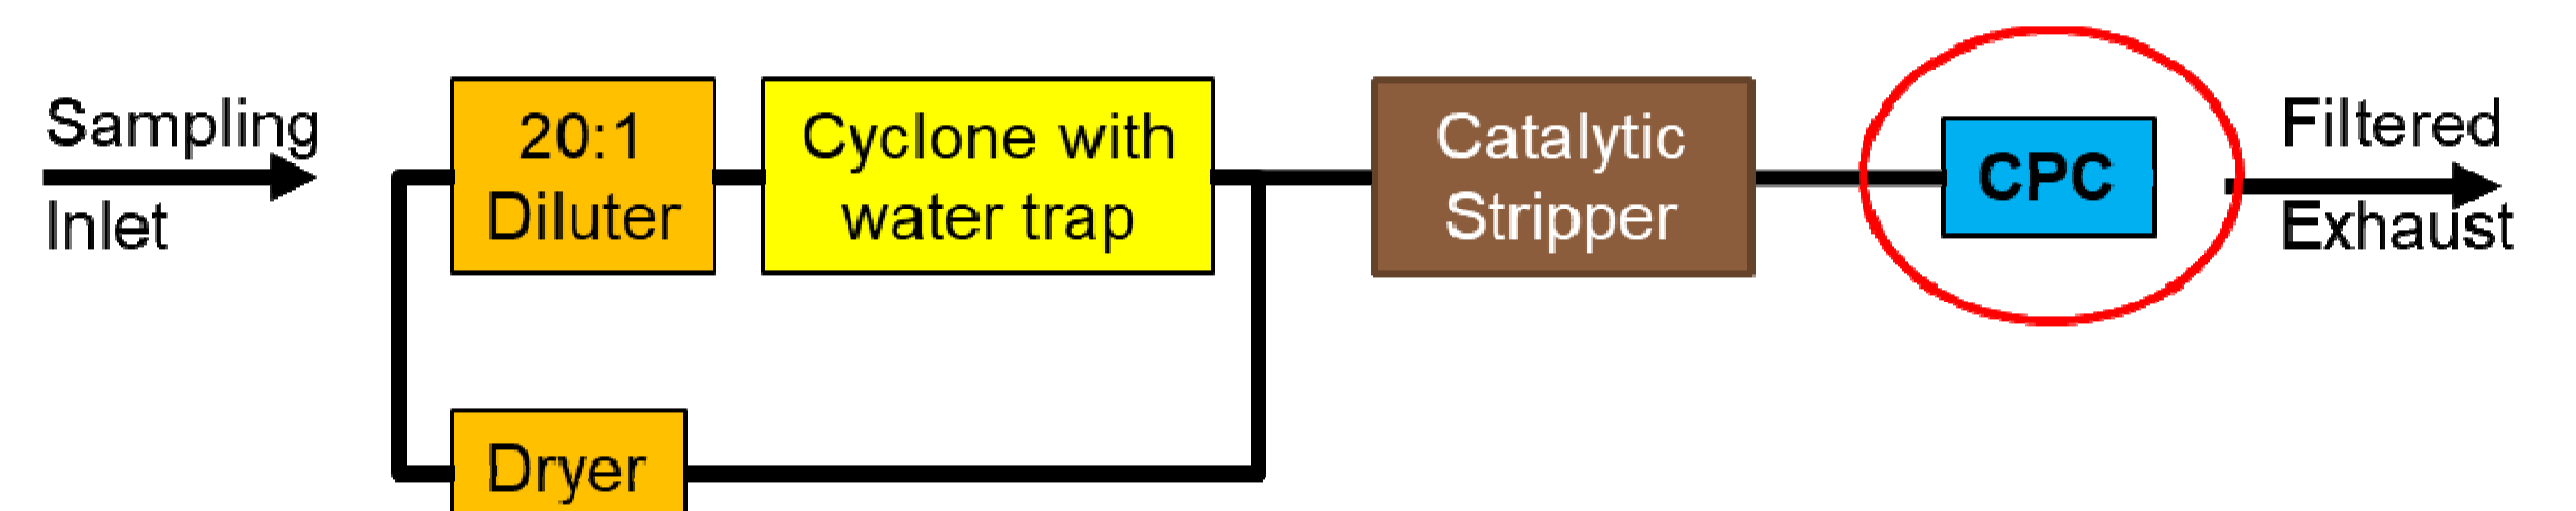 Sampling
Inlet
20:1
Diluter
Cyclone with
water trap
Catalytic
Stripper
CPC
Filtered
Exhaust
Dryer